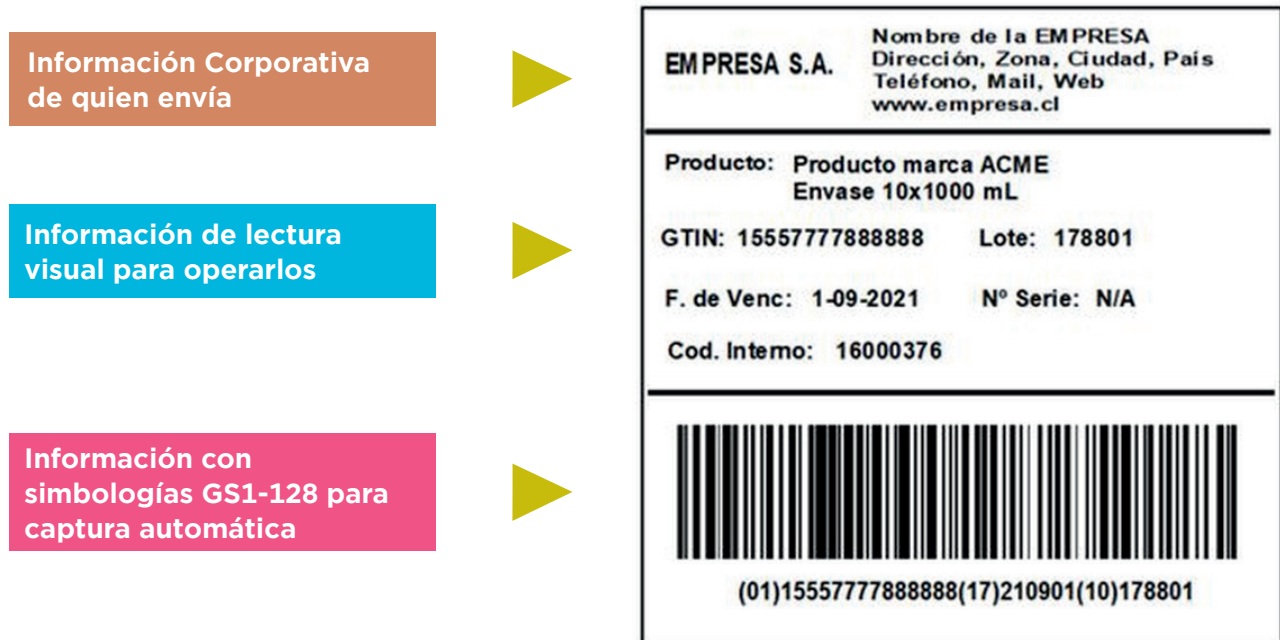 Información Corporativa
de quien envía
Información de lectura
visual para operarlos
Información con
simbologías GS1-128 para
captura automática
EMPRESA S.A.
Nombre de la EMPRESA
Dirección, Zona, Ciudad, País
Teléfono, Mail, Web
www.empresa.cl
Producto: Producto marca ACME
Envase 10x1000 mL
GTIN: 15557777888888 Lote: 178801
F. de Venc: 1-09-2021 Nº Serie: N/A
Cod. Interno: 16000376
(01)15557777888888(17)210901(10)178801